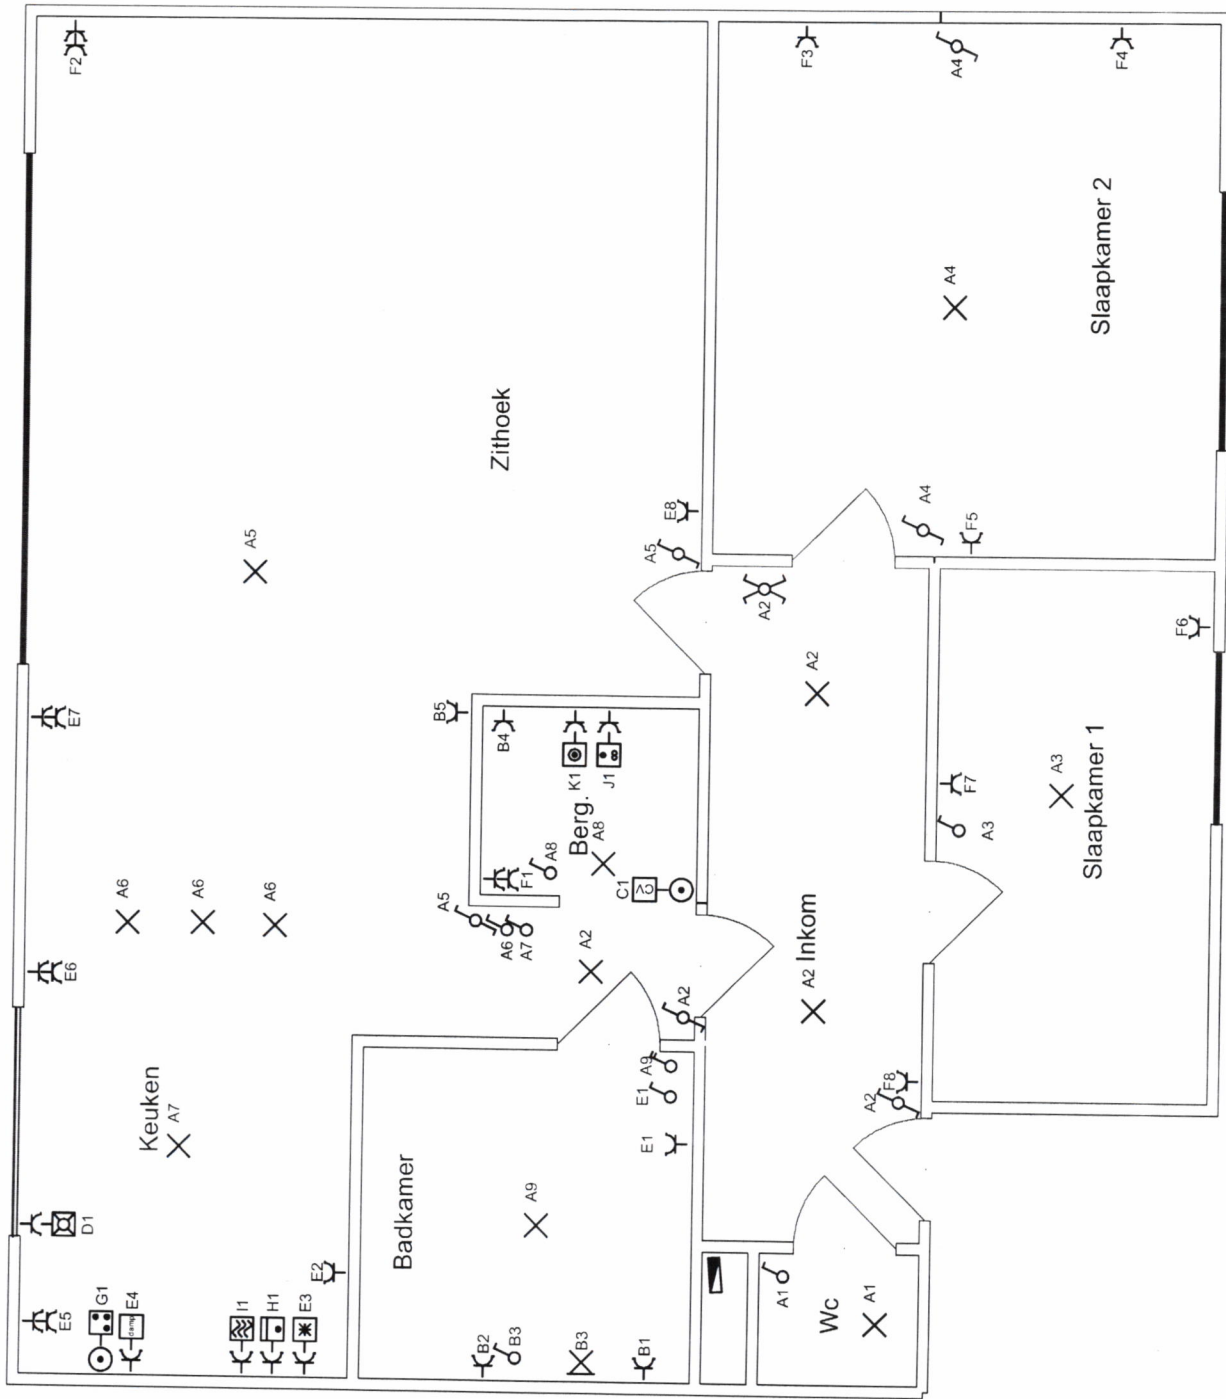 F2
F3
A4
F4
A4
Slaapkamer 2
Zithoek
A5
E8
A5
A4
F5
A2
F6
E7
B5
B4
K1
J1
A2
F7
A3
A3
Slaapkamer 1
Berg.
A8
A8
F1
C1
A6
A6
A6
A5
A6
A7
E6
A2
A2
A2
Inkom
A9
E1
E1
F8
A2
Keuken
A7
D1
Badkamer
A9
E2
E5
G1
E4
damp
I1
H1
E3
B2
B3
B3
B1
A1
Wc
A1